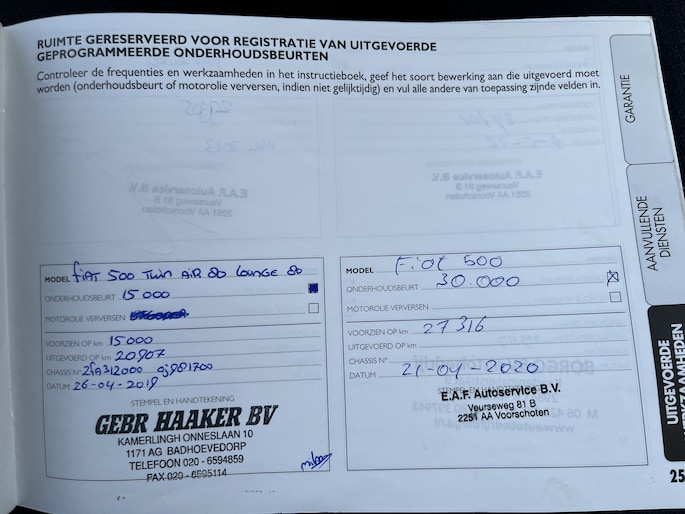 RUIMTE GERESERVEERD VOOR REGISTRATIE VAN UITGEVOERDE
GEPROGRAMMEERDE ONDERHOUDSBEURTEN
Controleer de frequenties en werkzaamheden in het instructieboek, geef het soort bewerking aan die uitgevoerd moet
worden (onderhoudsbeurt of motorolie verversen, indien niet gelijktijdig) en vul alle andere van toepassing zijnde velden in.
GARANTIE
AANVULLENDE
DIENSTEN
UITGEVOERDE
WERKZAAMHEDEN
25
MODEL fiAT 500 Twin AiR 80 Lounge 80
ONDERHOUDSBEURT 15 000
MOTOROLIE VERVERSEN
VOORZIEN OP km 15000
UITGEVOERD OP km 20907
CHASSIS N°
DATUM 26-04-2019
STEMPEL EN HANDTEKENING
GEBR HAAKER BV
KAMERLINGH ONNESLAAN 10
1171 AG BADHOEVEDORP
TELEFOON 020 - 6594859
FAX 020 - 6595114
MODEL Fiat 500
ONDERHOUDSBEURT 30.000
MOTOROLIE VERVERSEN
VOORZIEN OP km 27316
UITGEVOERD OP km
CHASSIS N°
DATUM 21-04-2020
STEMPEL EN HANDTEKENING
E.A.F. Autoservice B.V.
Veurseweg 81 B
2251 AA Voorschoten